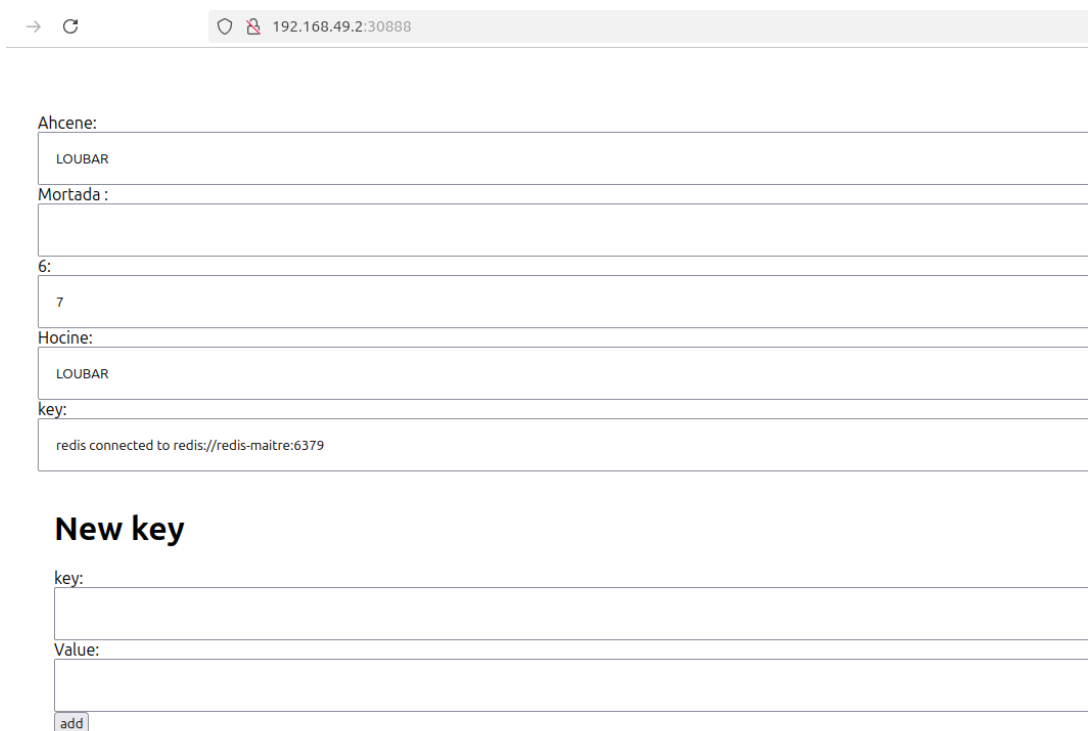 192.168.49.2:30888
Ahcene:
LOUBAR
Mortada :
6:
7
Hocine:
LOUBAR
key:
redis connected to redis://redis-maitre:6379
New key
key:
Value:
add